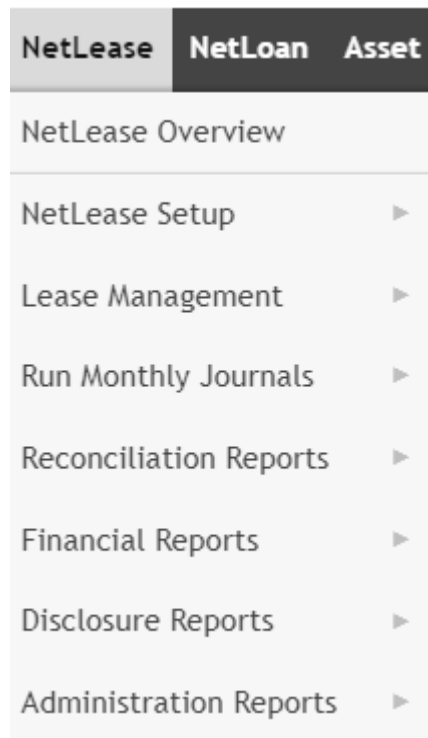 NetLease NetLoan Asset
NetLease Overview
NetLease Setup
Lease Management
Run Monthly Journals
Reconciliation Reports
Financial Reports
Disclosure Reports
Administration Reports